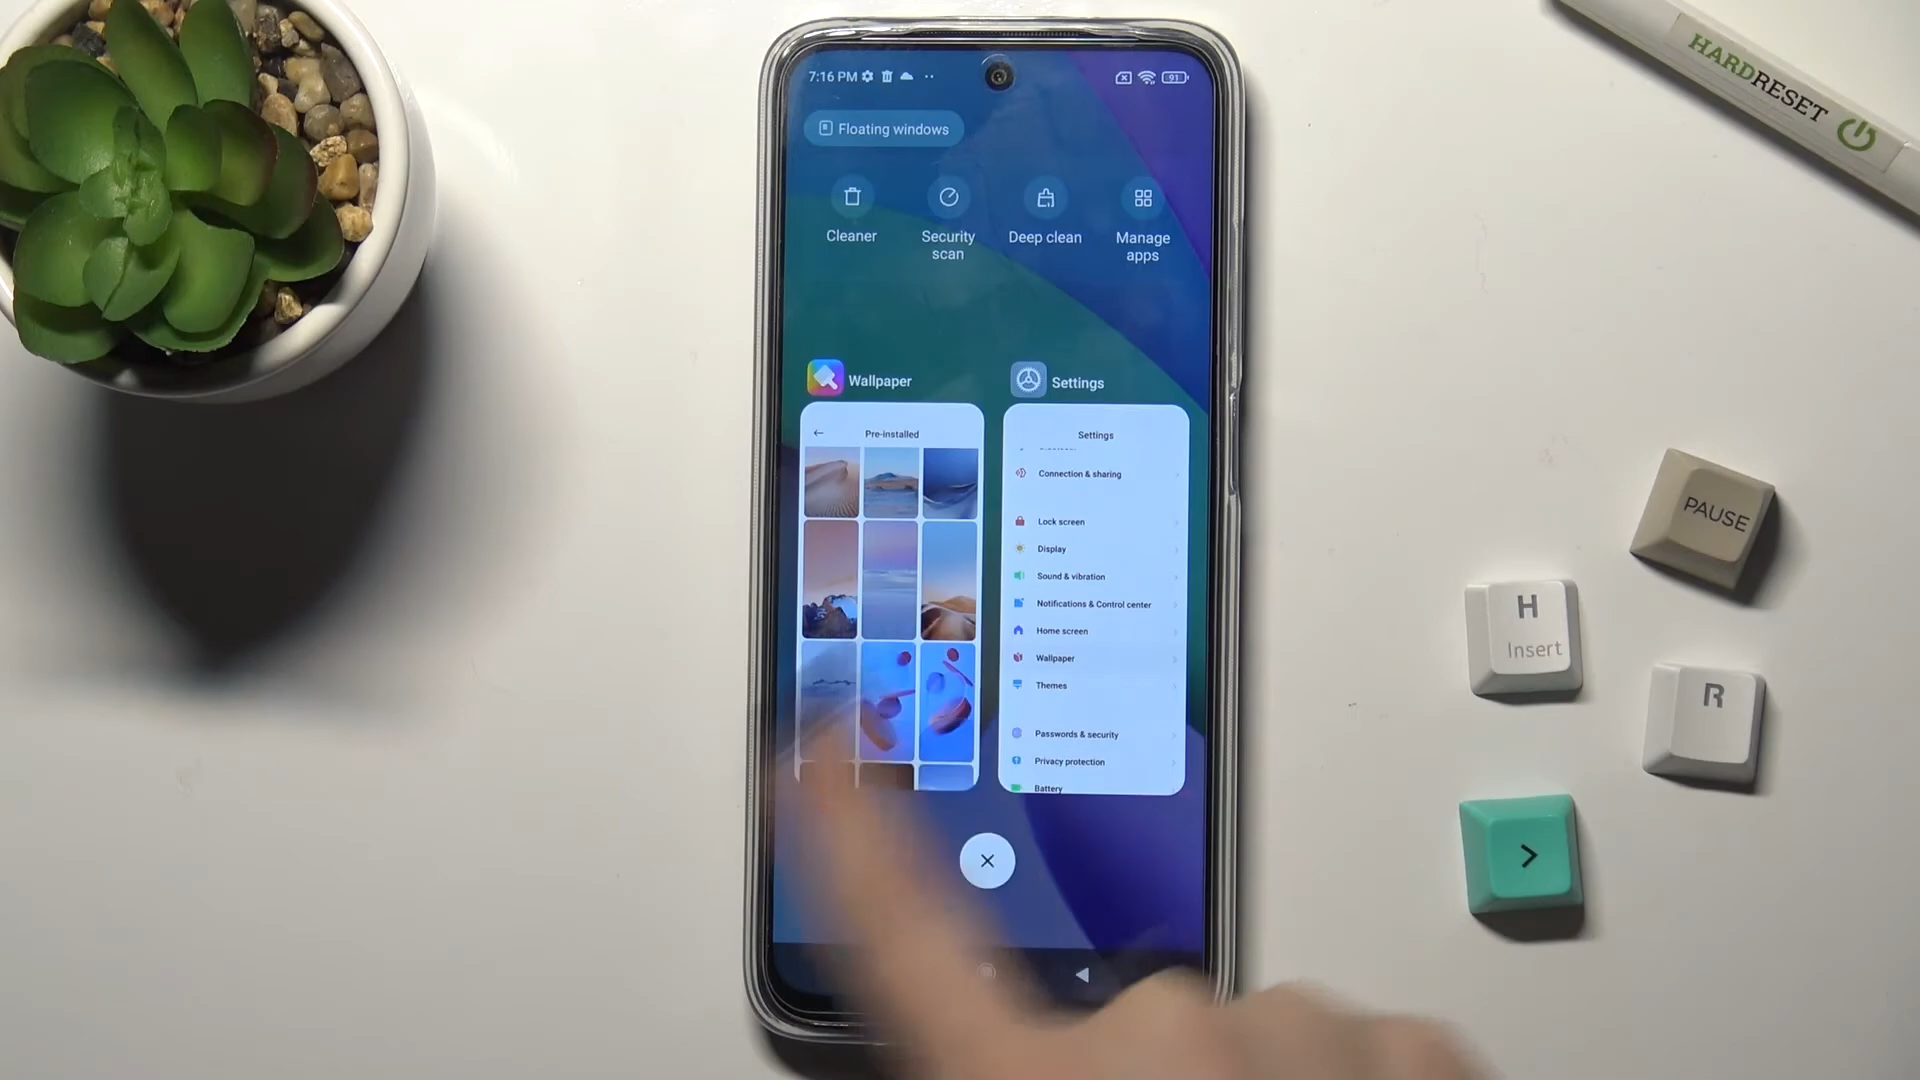 7:16 PM
91
Floating windows
Cleaner
Security
scan
Deep clean
Manage
apps
Wallpaper
Pre-installed
Settings
Settings
Connection & sharing
Lock screen
Display
Sound & vibration
Notifications & Control center
Home screen
Wallpaper
Themes
Passwords & security
Privacy protection
Battery
HARDRESET
PAUSE
H
Insert
R
>